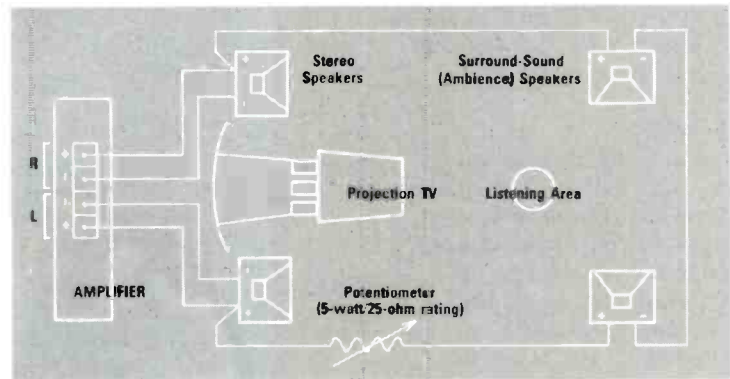 Stereo
Speakers
Surround-Sound
(Ambience) Speakers
+ -
+
-
R
+
-
L
-
+
Projection TV
Listening Area
AMPLIFIER
-
+
Potentiometer
(5-watt/25-ohm rating)
+ -